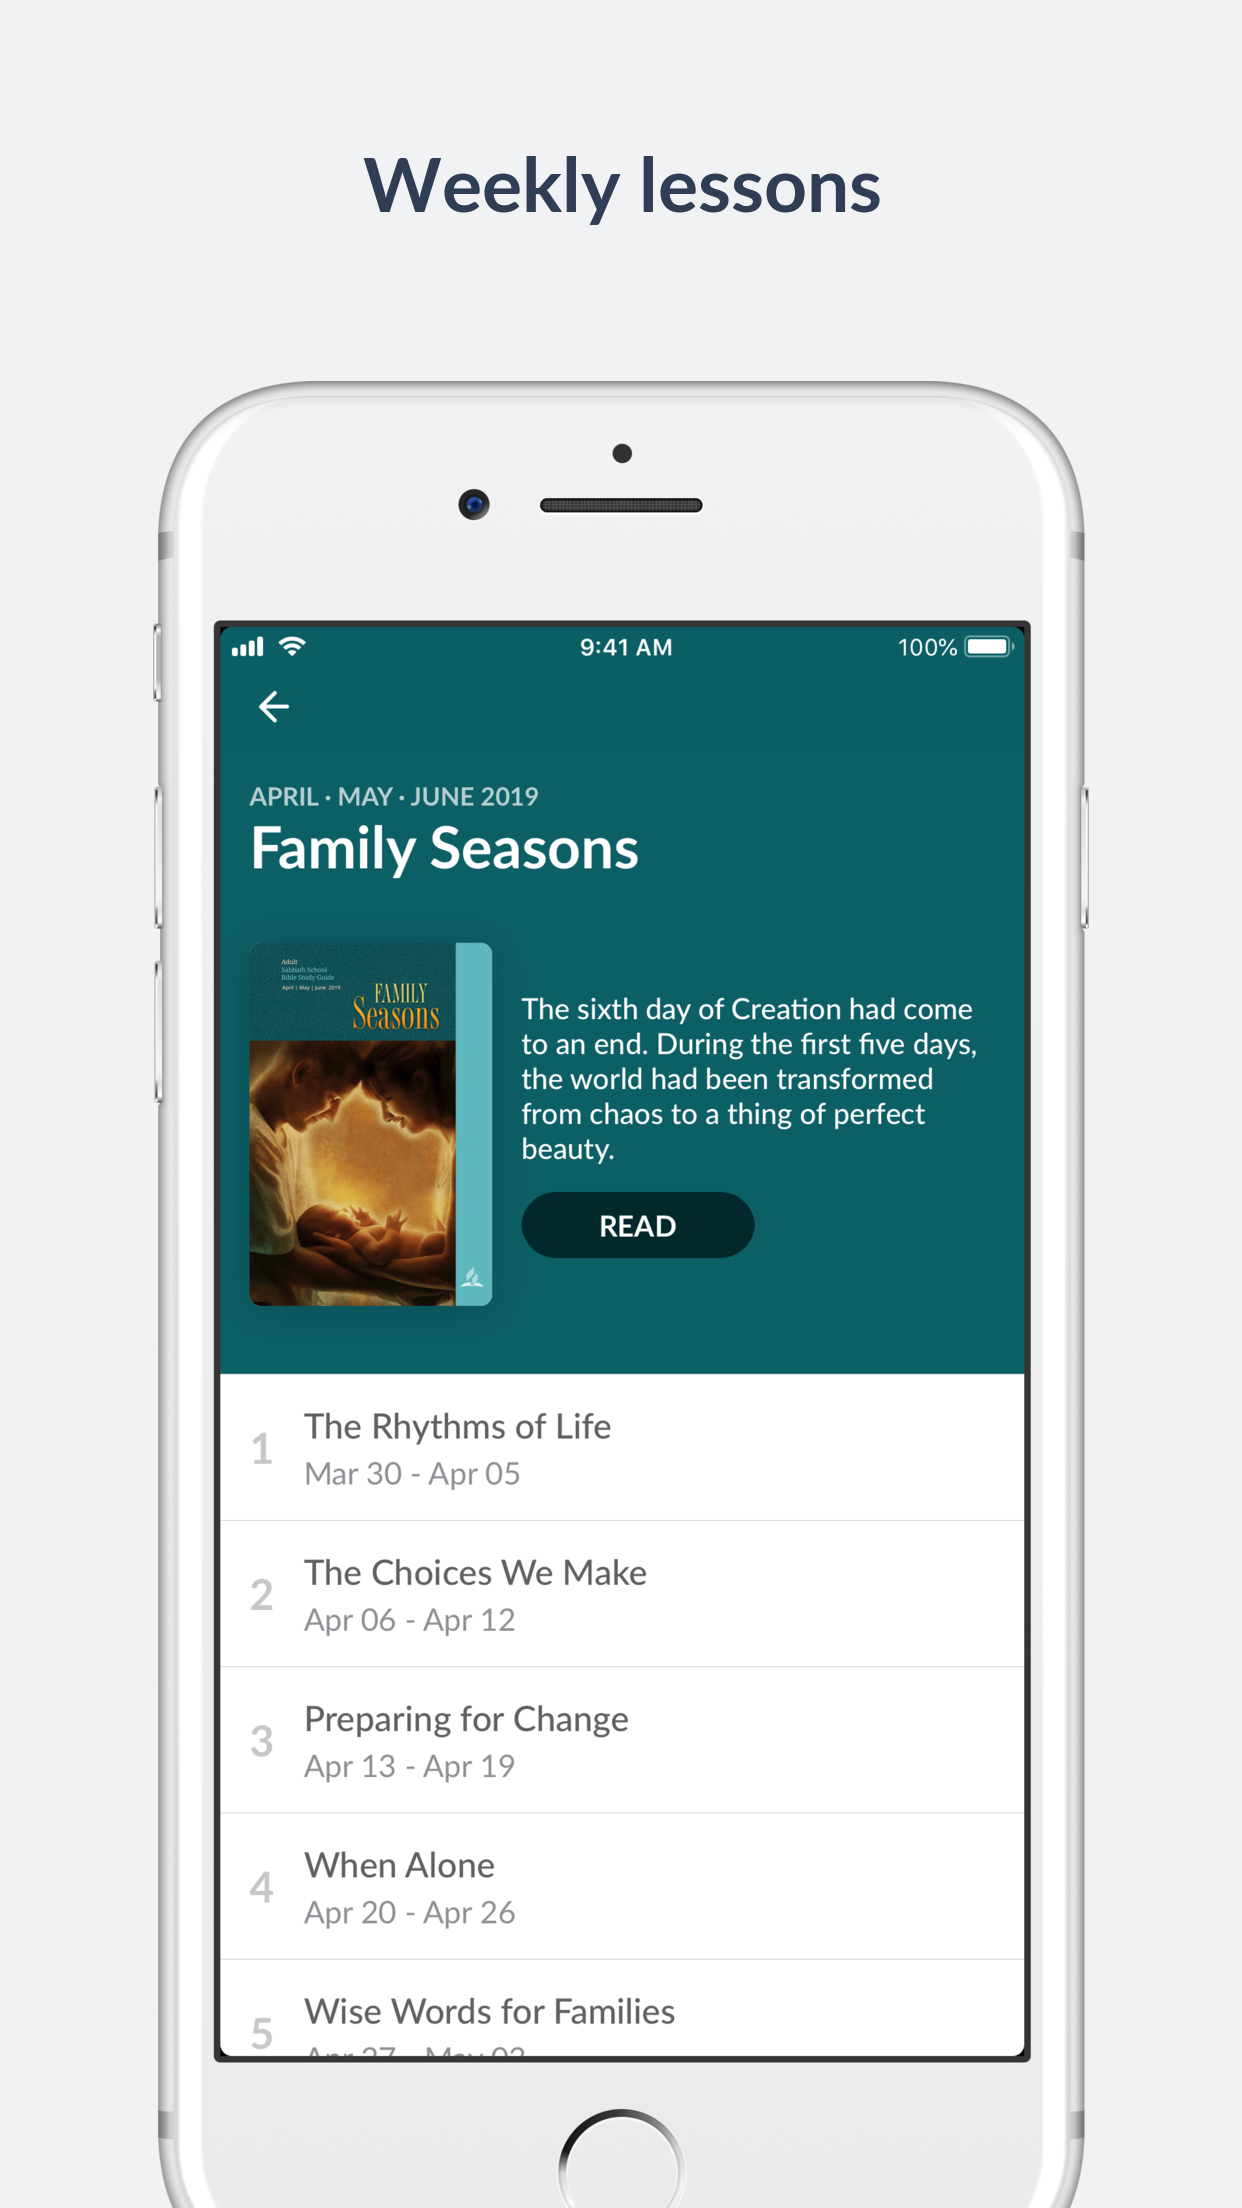 Weekly lessons
9:41 AM
100%
APRIL · MAY · JUNE 2019
Family Seasons
Adult
Sabbath School
Bible Study Guide
April | May | June 2019
FAMILY
Seasons
The sixth day of Creation had come
to an end. During the first five days,
the world had been transformed
from chaos to a thing of perfect
beauty.
READ
1
The Rhythms of Life
Mar 30 - Apr 05
2
The Choices We Make
Apr 06 - Apr 12
3
Preparing for Change
Apr 13 - Apr 19
4
When Alone
Apr 20 - Apr 26
5
Wise Words for Families
Apr 27 - May 03